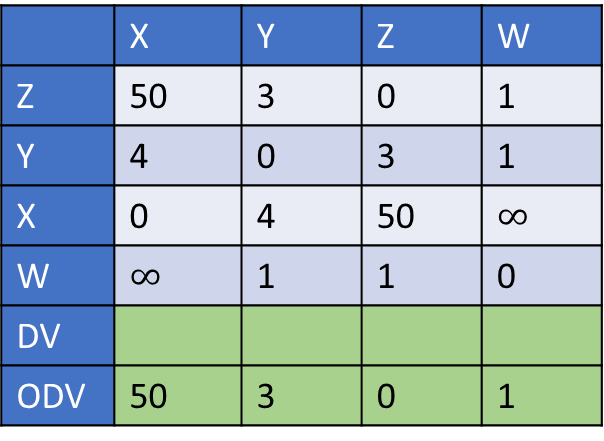 X Y Z W
Z 50 3 0 1
Y 4 0 3 1
X 0 4 50 ∞
W ∞ 1 1 0
DV
ODV 50 3 0 1